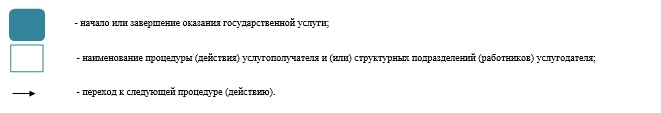 - начало или завершение оказания государственной услуги;
- наименование процедуры (действия) услугополучателя и (или) структурных подразделений (работников) услугодателя;
- переход к следующей процедуре (действию).